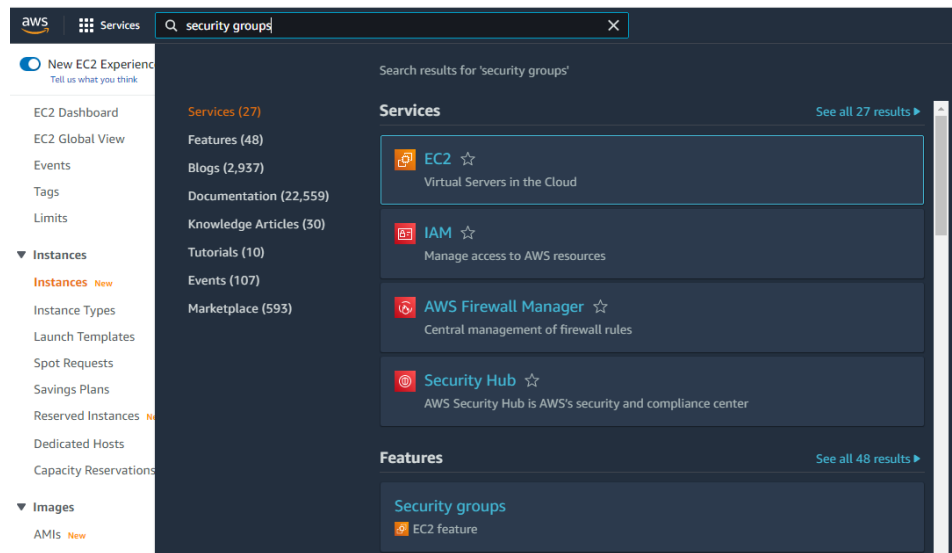 aws
Services
security groups
New EC2 Experience
Tell us what you think
EC2 Dashboard
EC2 Global View
Events
Tags
Limits
Instances
Instances New
Instance Types
Launch Templates
Spot Requests
Savings Plans
Reserved Instances
Dedicated Hosts
Capacity Reservations
Images
AMIs New
Search results for 'security groups'
Services (27)
Features (48)
Blogs (2,937)
Documentation (22,559)
Knowledge Articles (30)
Tutorials (10)
Events (107)
Marketplace (593)
Services
See all 27 results
EC2
Virtual Servers in the Cloud
IAM
Manage access to AWS resources
AWS Firewall Manager
Central management of firewall rules
Security Hub
AWS Security Hub is AWS's security and compliance center
Features
See all 48 results
Security groups
EC2 feature